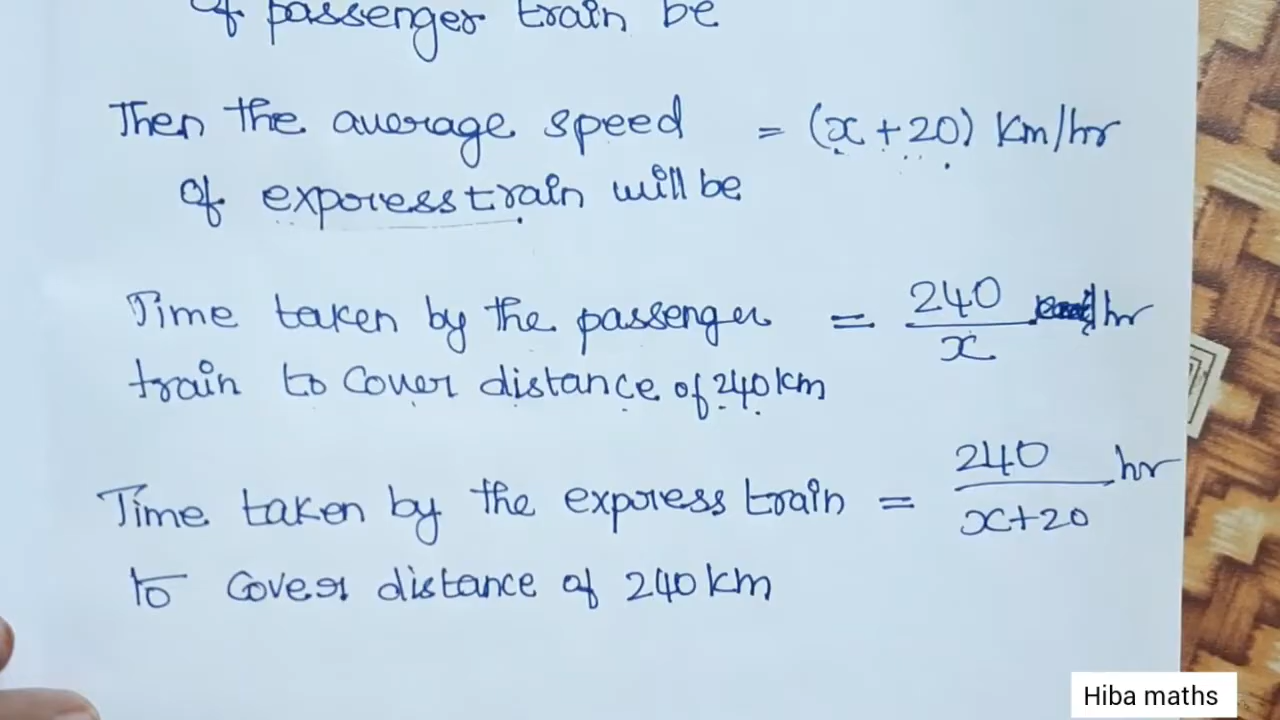 of passenger train be
Then the average speed = (x + 20) Km/hr
of express train will be
Time taken by the passenger = 240/x hr
train to cover distance of 240 km
Time taken by the express train = 240/x+20 hr
to cover distance of 240 km
Hiba maths